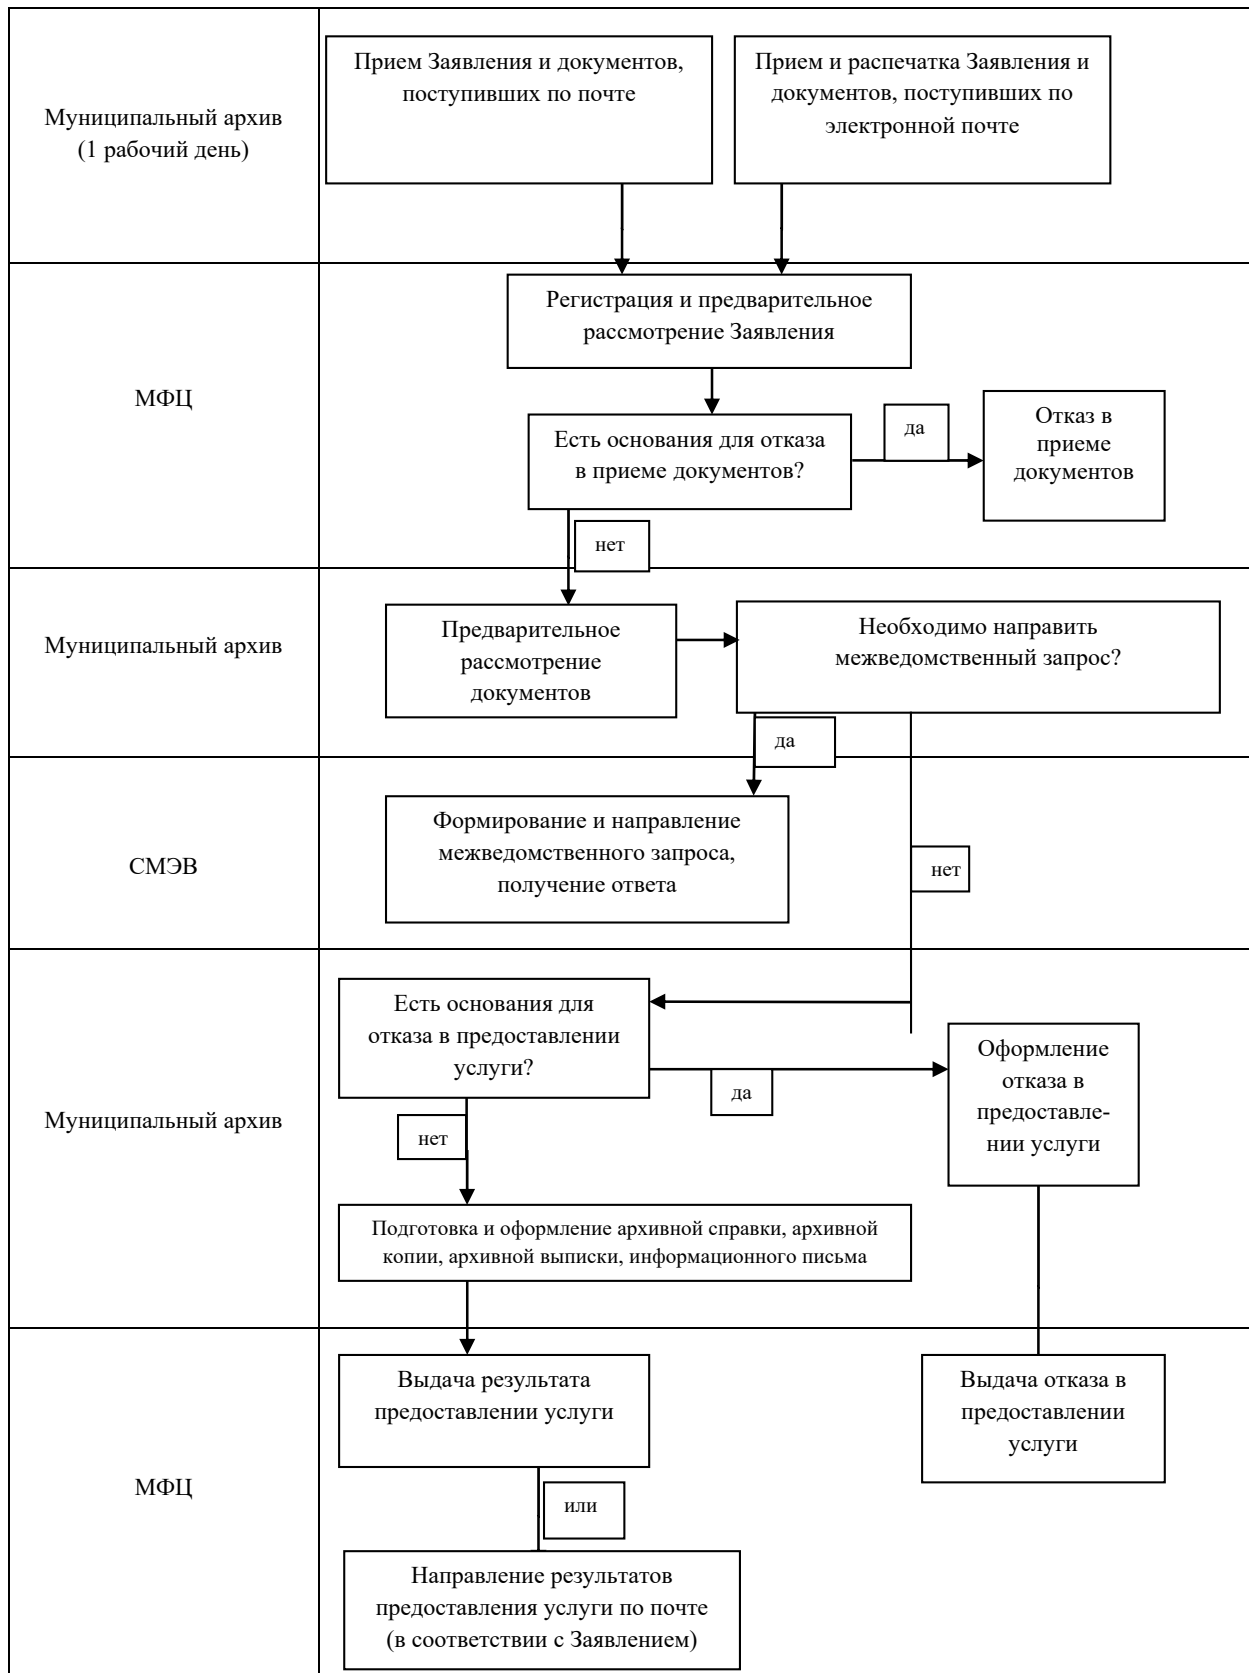 Муниципальный архив
(1 рабочий день)
Прием Заявления и документов,
поступивших по почте
Прием и распечатка Заявления и
документов, поступивших по
электронной почте
МФЦ
Регистрация и предварительное
рассмотрение Заявления
Есть основания для отказа
в приеме документов?
да
Отказ в
приеме
документов
нет
Муниципальный архив
Предварительное
рассмотрение
документов
Необходимо направить
межведомственный запрос?
да
СМЭВ
Формирование и направление
межведомственного запроса,
получение ответа
нет
Муниципальный архив
Есть основания для
отказа в предоставлении
услуги?
да
Оформление
отказа в
предоставле-
нии услуги
нет
Подготовка и оформление архивной справки, архивной
копии, архивной выписки, информационного письма
МФЦ
Выдача результата
предоставлении услуги
Выдача отказа в
предоставлении
услуги
или
Направление результатов
предоставления услуги по почте
(в соответствии с Заявлением)